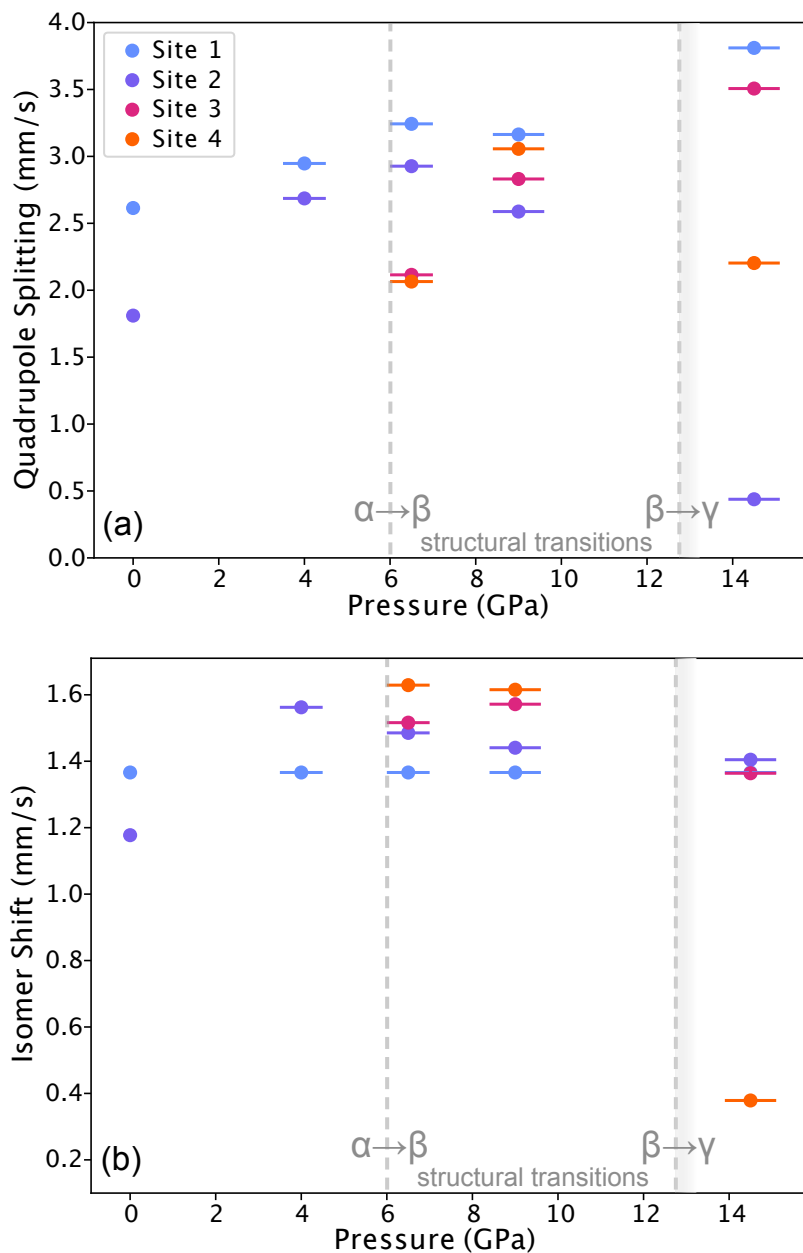 4.0
3.5
3.0
2.5
2.0
1.5
1.0
0.5
0.0
Quadrupole Splitting (mm/s)
Site 1
Site 2
Site 3
Site 4
(a)
α→β
β→γ
structural transitions
0 2 4 6 8 10 12 14
Pressure (GPa)
1.6
1.4
1.2
1.0
0.8
0.6
0.4
0.2
Isomer Shift (mm/s)
(b)
α→β
β→γ
structural transitions
0 2 4 6 8 10 12 14
Pressure (GPa)